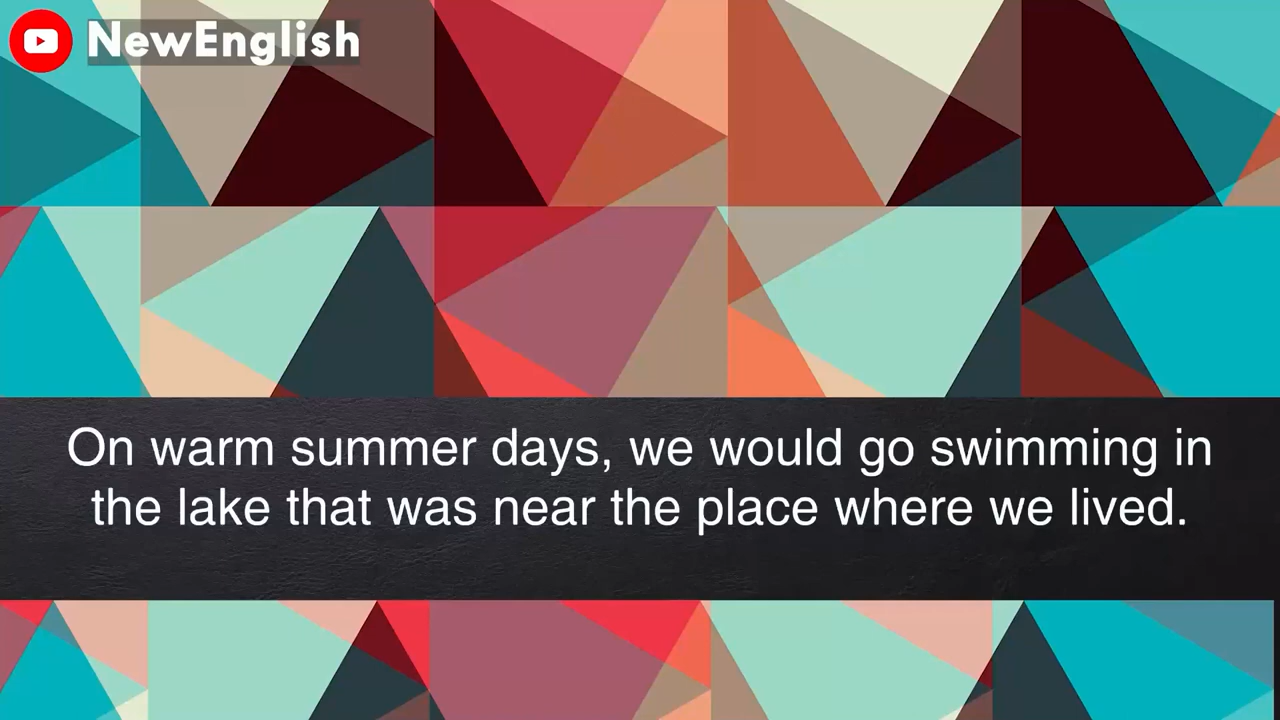 NewEnglish
On warm summer days, we would go swimming in
the lake that was near the place where we lived.